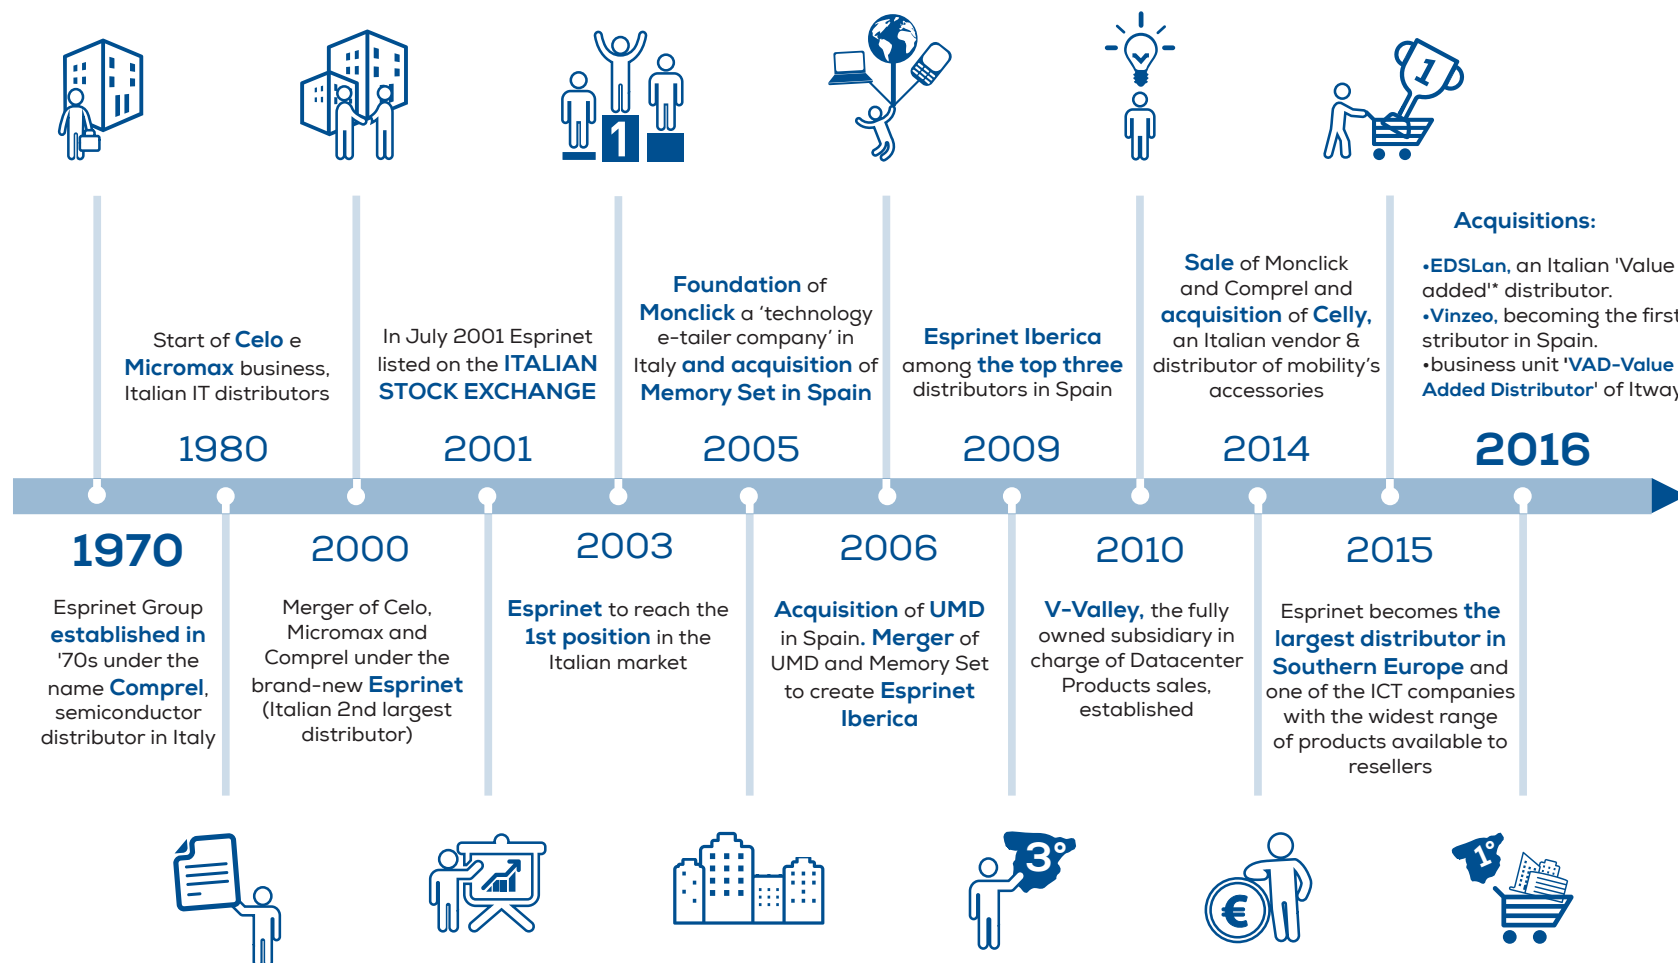 1970
Esprinet Group
established in
'70s under the
name Comprel,
semiconductor
distributor in Italy
Start of Celo e
Micromax business,
Italian IT distributors
1980
2000
Merger of Celo,
Micromax and
Comprel under the
brand-new Esprinet
(Italian 2nd largest
distributor)
In July 2001 Esprinet
listed on the ITALIAN
STOCK EXCHANGE
2001
1
2003
Esprinet to reach the
1st position in the
Italian market
Foundation of
Monclick a ‘technology
e-tailer company’ in
Italy and acquisition of
Memory Set in Spain
2005
2006
Acquisition of UMD
in Spain. Merger of
UMD and Memory Set
to create Esprinet
Iberica
Esprinet Iberica
among the top three
distributors in Spain
2009
3°
2010
V-Valley, the fully
owned subsidiary in
charge of Datacenter
Products sales,
established
Sale of Monclick
and Comprel and
acquisition of Celly,
an Italian vendor &
distributor of mobility's
accessories
2014
€
1
2015
Esprinet becomes the
largest distributor in
Southern Europe and
one of the ICT companies
with the widest range
of products available to
resellers
Acquisitions:
•EDSLan, an Italian 'Value
added'* distributor.
•Vinzeo, becoming the first
stributor in Spain.
•business unit 'VAD-Value
Added Distributor' of Itway
2016
1°